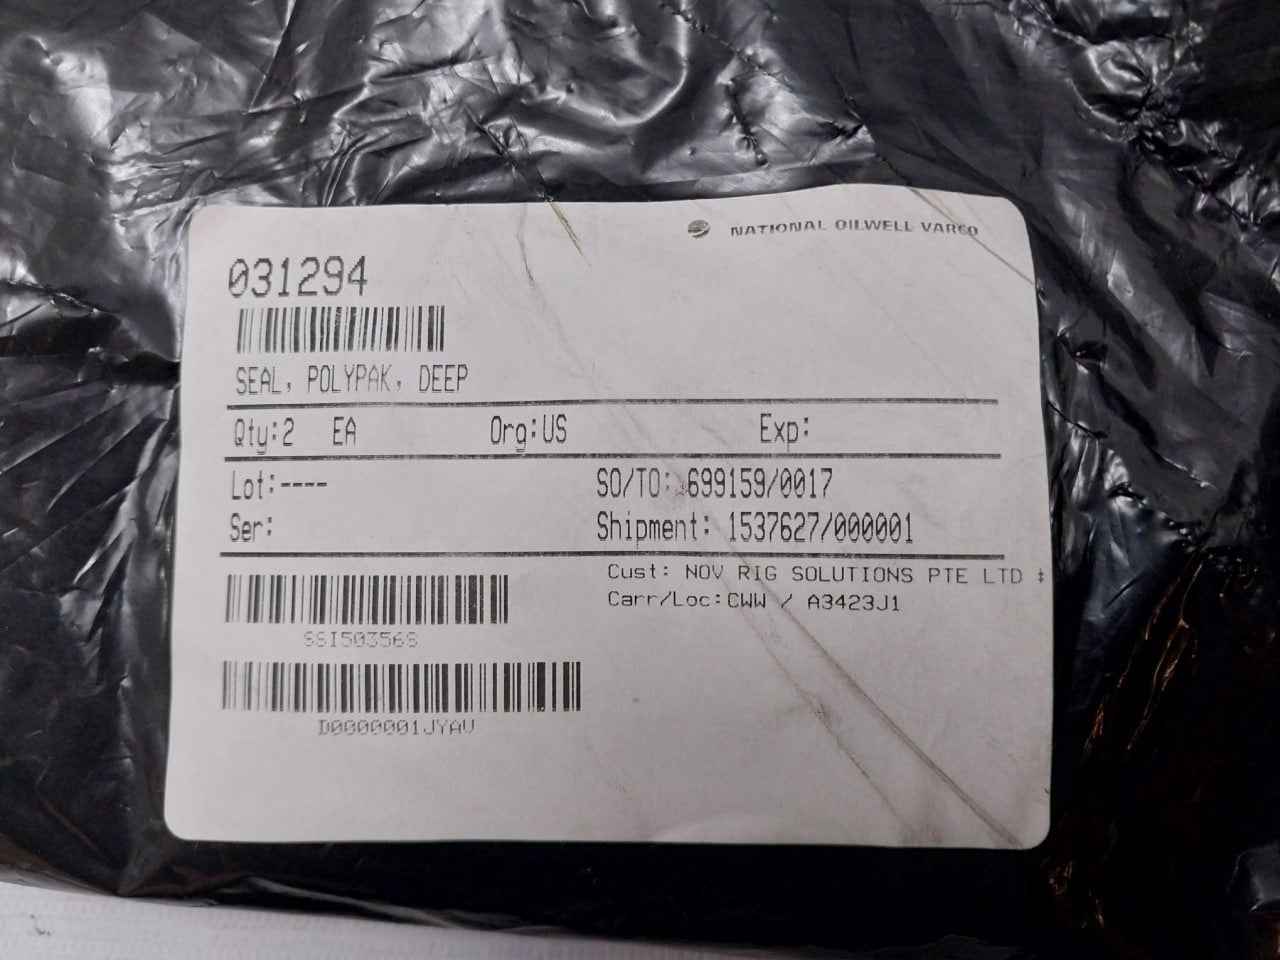 NATIONAL OILWELL VARCO
031294
SEAL, POLYPAK, DEEP
Qty:2 EA Org:US Exp:
Lot:---- SO/TO: 699159/0017
Ser: Shipment: 1537627/000001
Cust: NOV RIG SOLUTIONS PTE LTD
Carr/Loc:CWW / A3423J1
SSI50356S
D0000001JYAV